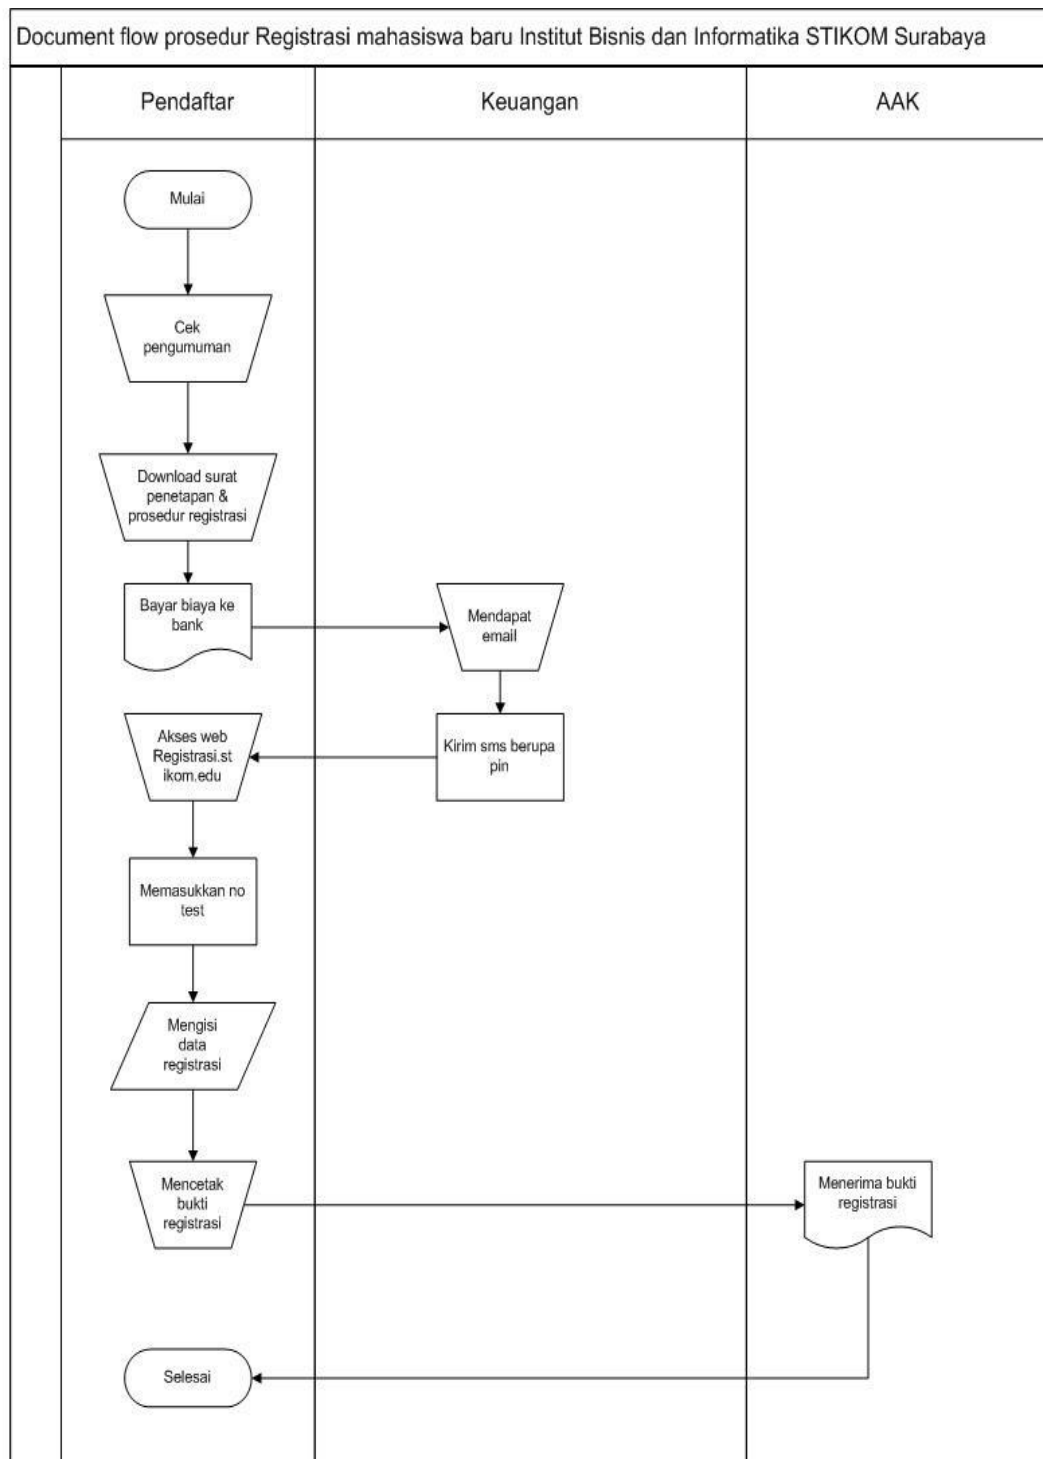 Document flow prosedur Registrasi mahasiswa baru Institut Bisnis dan Informatika STIKOM Surabaya
Pendaftar
Keuangan
AAK
Mulai
Cek
pengumuman
Download surat
penetapan &
prosedur registrasi
Bayar biaya ke
bank
Mendapat
email
Kirim sms berupa
pin
Akses web
Registrasi.st
ikom.edu
Memasukkan no
test
Mengisi
data
registrasi
Mencetak
bukti
registrasi
Menerima bukti
registrasi
Selesai